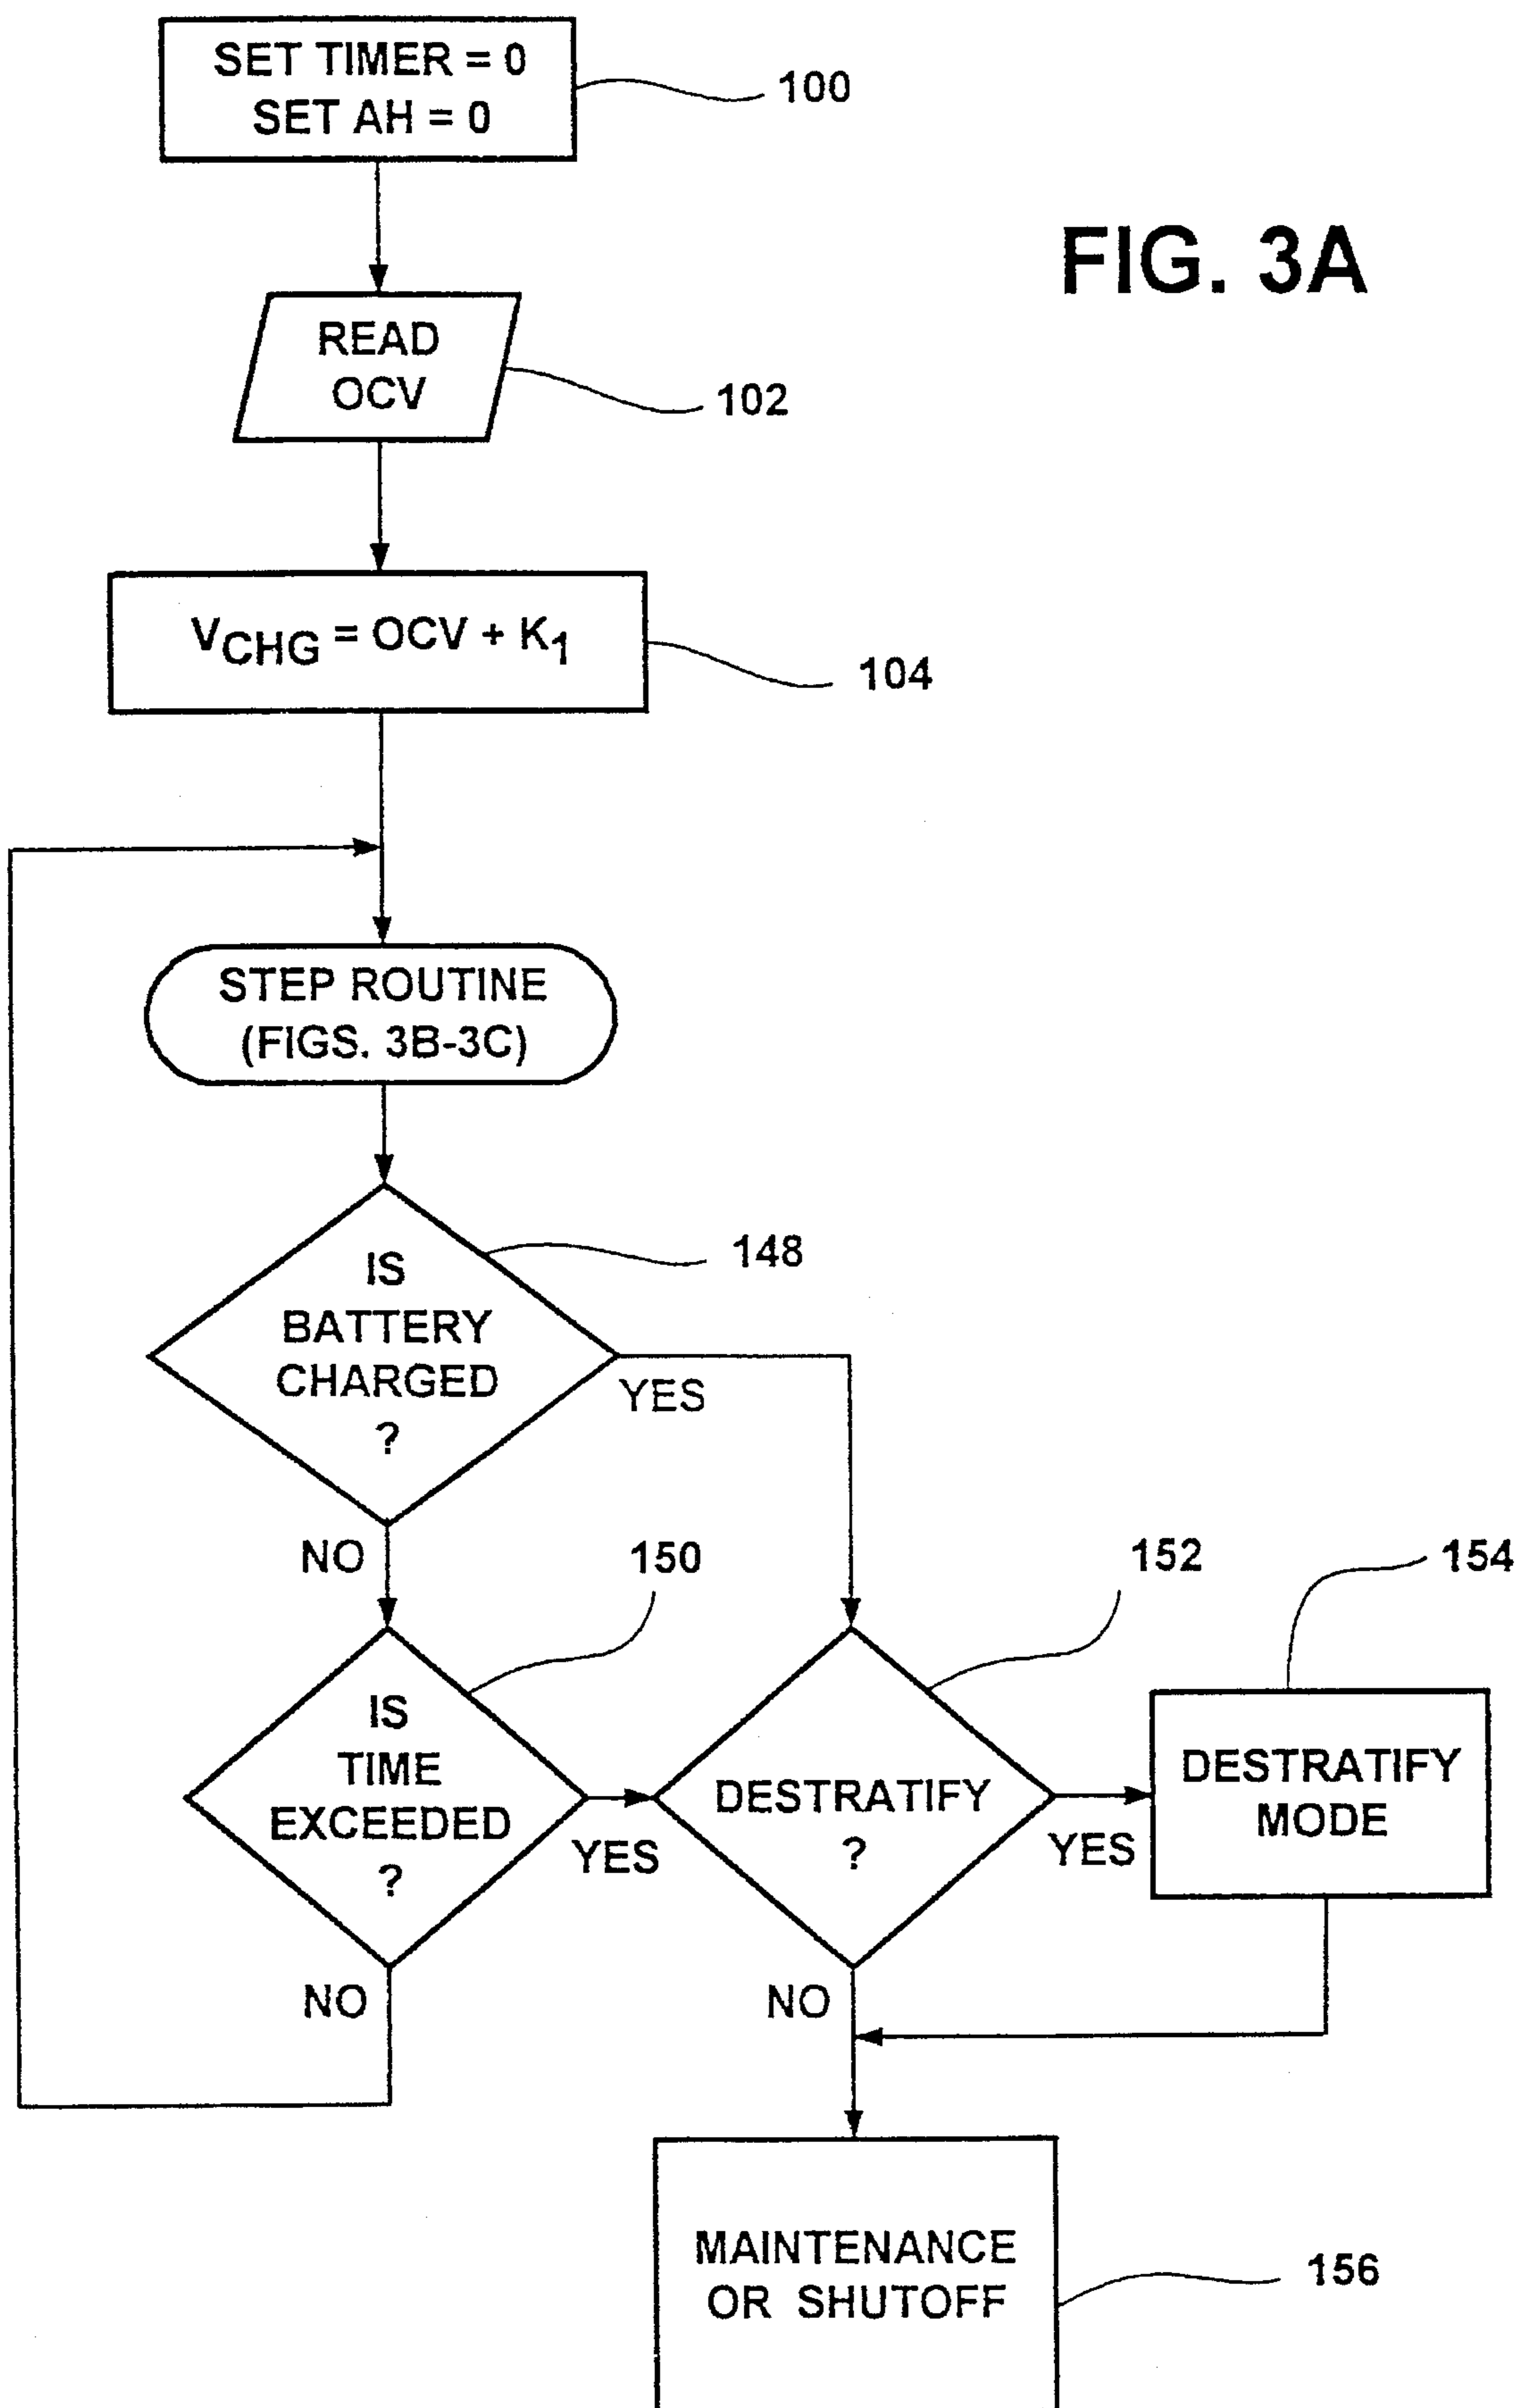 SET TIMER = 0
SET AH = 0
100
FIG. 3A
READ
OCV
102
VCHG = OCV + K1
104
STEP ROUTINE
(FIGS. 3B-3C)
IS
BATTERY
CHARGED
?
148
YES
NO
150
152
154
IS
TIME
EXCEEDED
?
YES
DESTRATIFY
?
YES
DESTRATIFY
MODE
NO
NO
MAINTENANCE
OR SHUTOFF
156